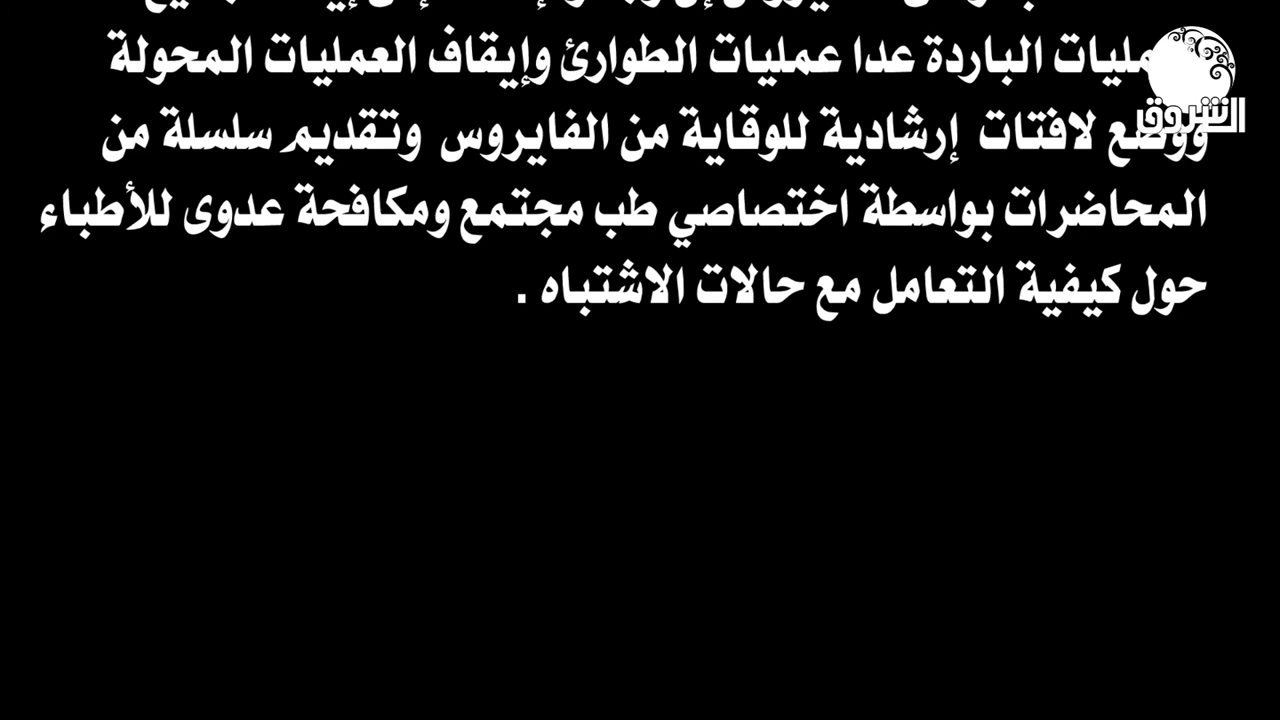 عدا عمليات الطوارئ وإيقاف العمليات المحولة الباردة
ووضع لافتات إرشادية للوقاية من الفايروس وتقديم سلسلة من
المحاضرات بواسطة اختصاصي طب مجتمع ومكافحة عدوى للأطباء
حول كيفية التعامل مع حالات الاشتباه .
الشروق